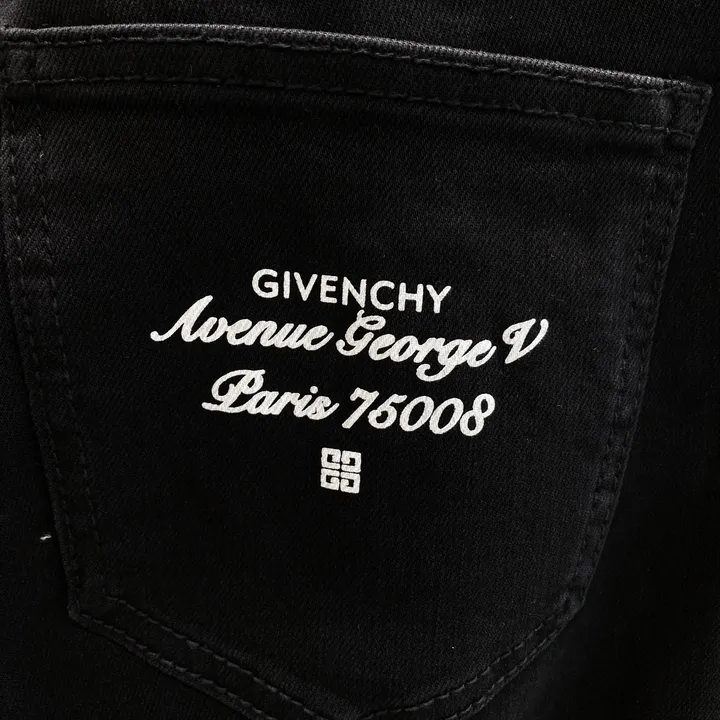 GIVENCHY
Avenue George V
Paris 75008